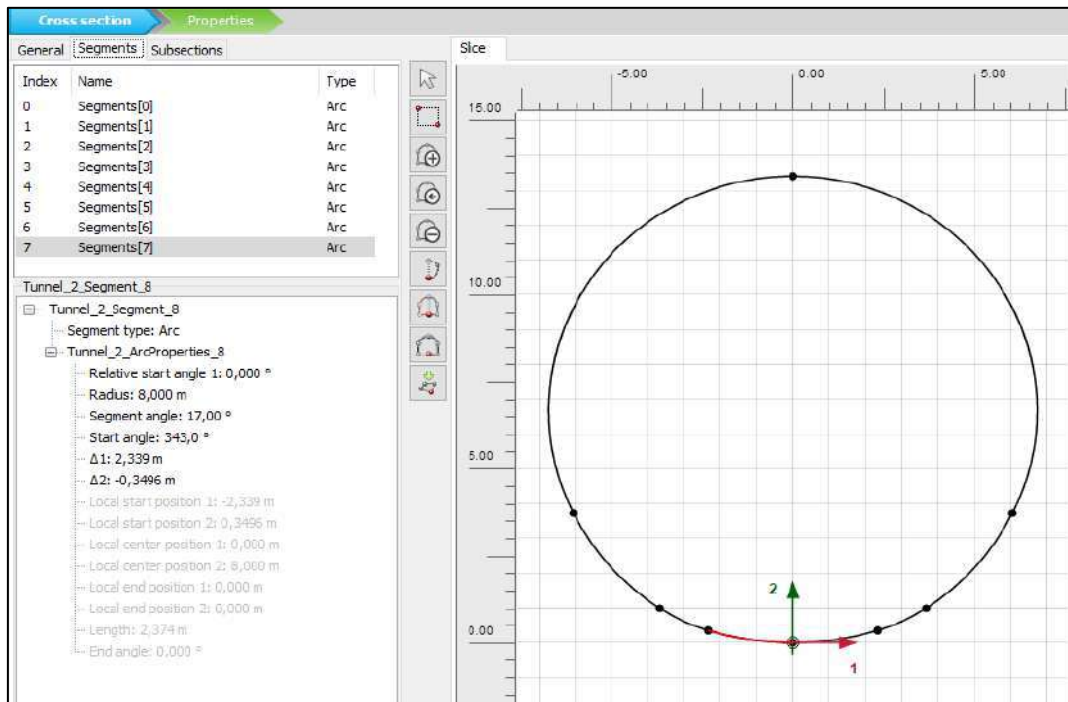 Cross section Properties
General Segments Subsections
Index Name Type
0 Segments[0] Arc
1 Segments[1] Arc
2 Segments[2] Arc
3 Segments[3] Arc
4 Segments[4] Arc
5 Segments[5] Arc
6 Segments[6] Arc
7 Segments[7] Arc
Tunnel_2_Segment_8
Tunnel_2_Segment_8
Segment type: Arc
Tunnel_2_ArcProperties_8
Relative start angle 1: 0,000 °
Radius: 8,000 m
Segment angle: 17,00 °
Start angle: 343,0 °
Δ1: 2,339 m
Δ2: -0,3496 m
Local start position 1: -2,339 m
Local start position 2: 0,3496 m
Local center position 1: 0,000 m
Local center position 2: 8,000 m
Local end position 1: 0,000 m
Local end position 2: 0,000 m
Length: 2,374 m
End angle: 0,000 °
Slice
-5.00 0.00 5.00
15.00
10.00
5.00
0.00
2
1